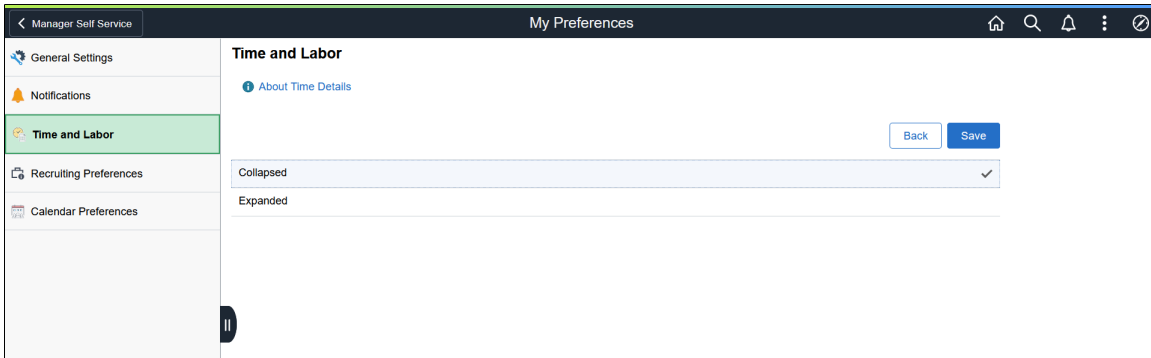 Manager Self Service
My Preferences
General Settings
Notifications
Time and Labor
Recruiting Preferences
Calendar Preferences
Time and Labor
About Time Details
Back
Save
Collapsed
Expanded